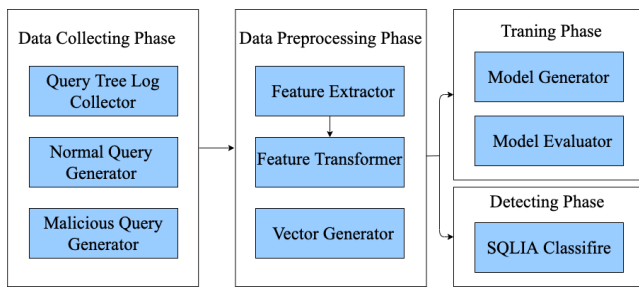 Data Collecting Phase
Query Tree Log
Collector
Normal Query
Generator
Malicious Query
Generator
Data Preprocessing Phase
Feature Extractor
Feature Transformer
Vector Generator
Traning Phase
Model Generator
Model Evaluator
Detecting Phase
SQLIA Classifire